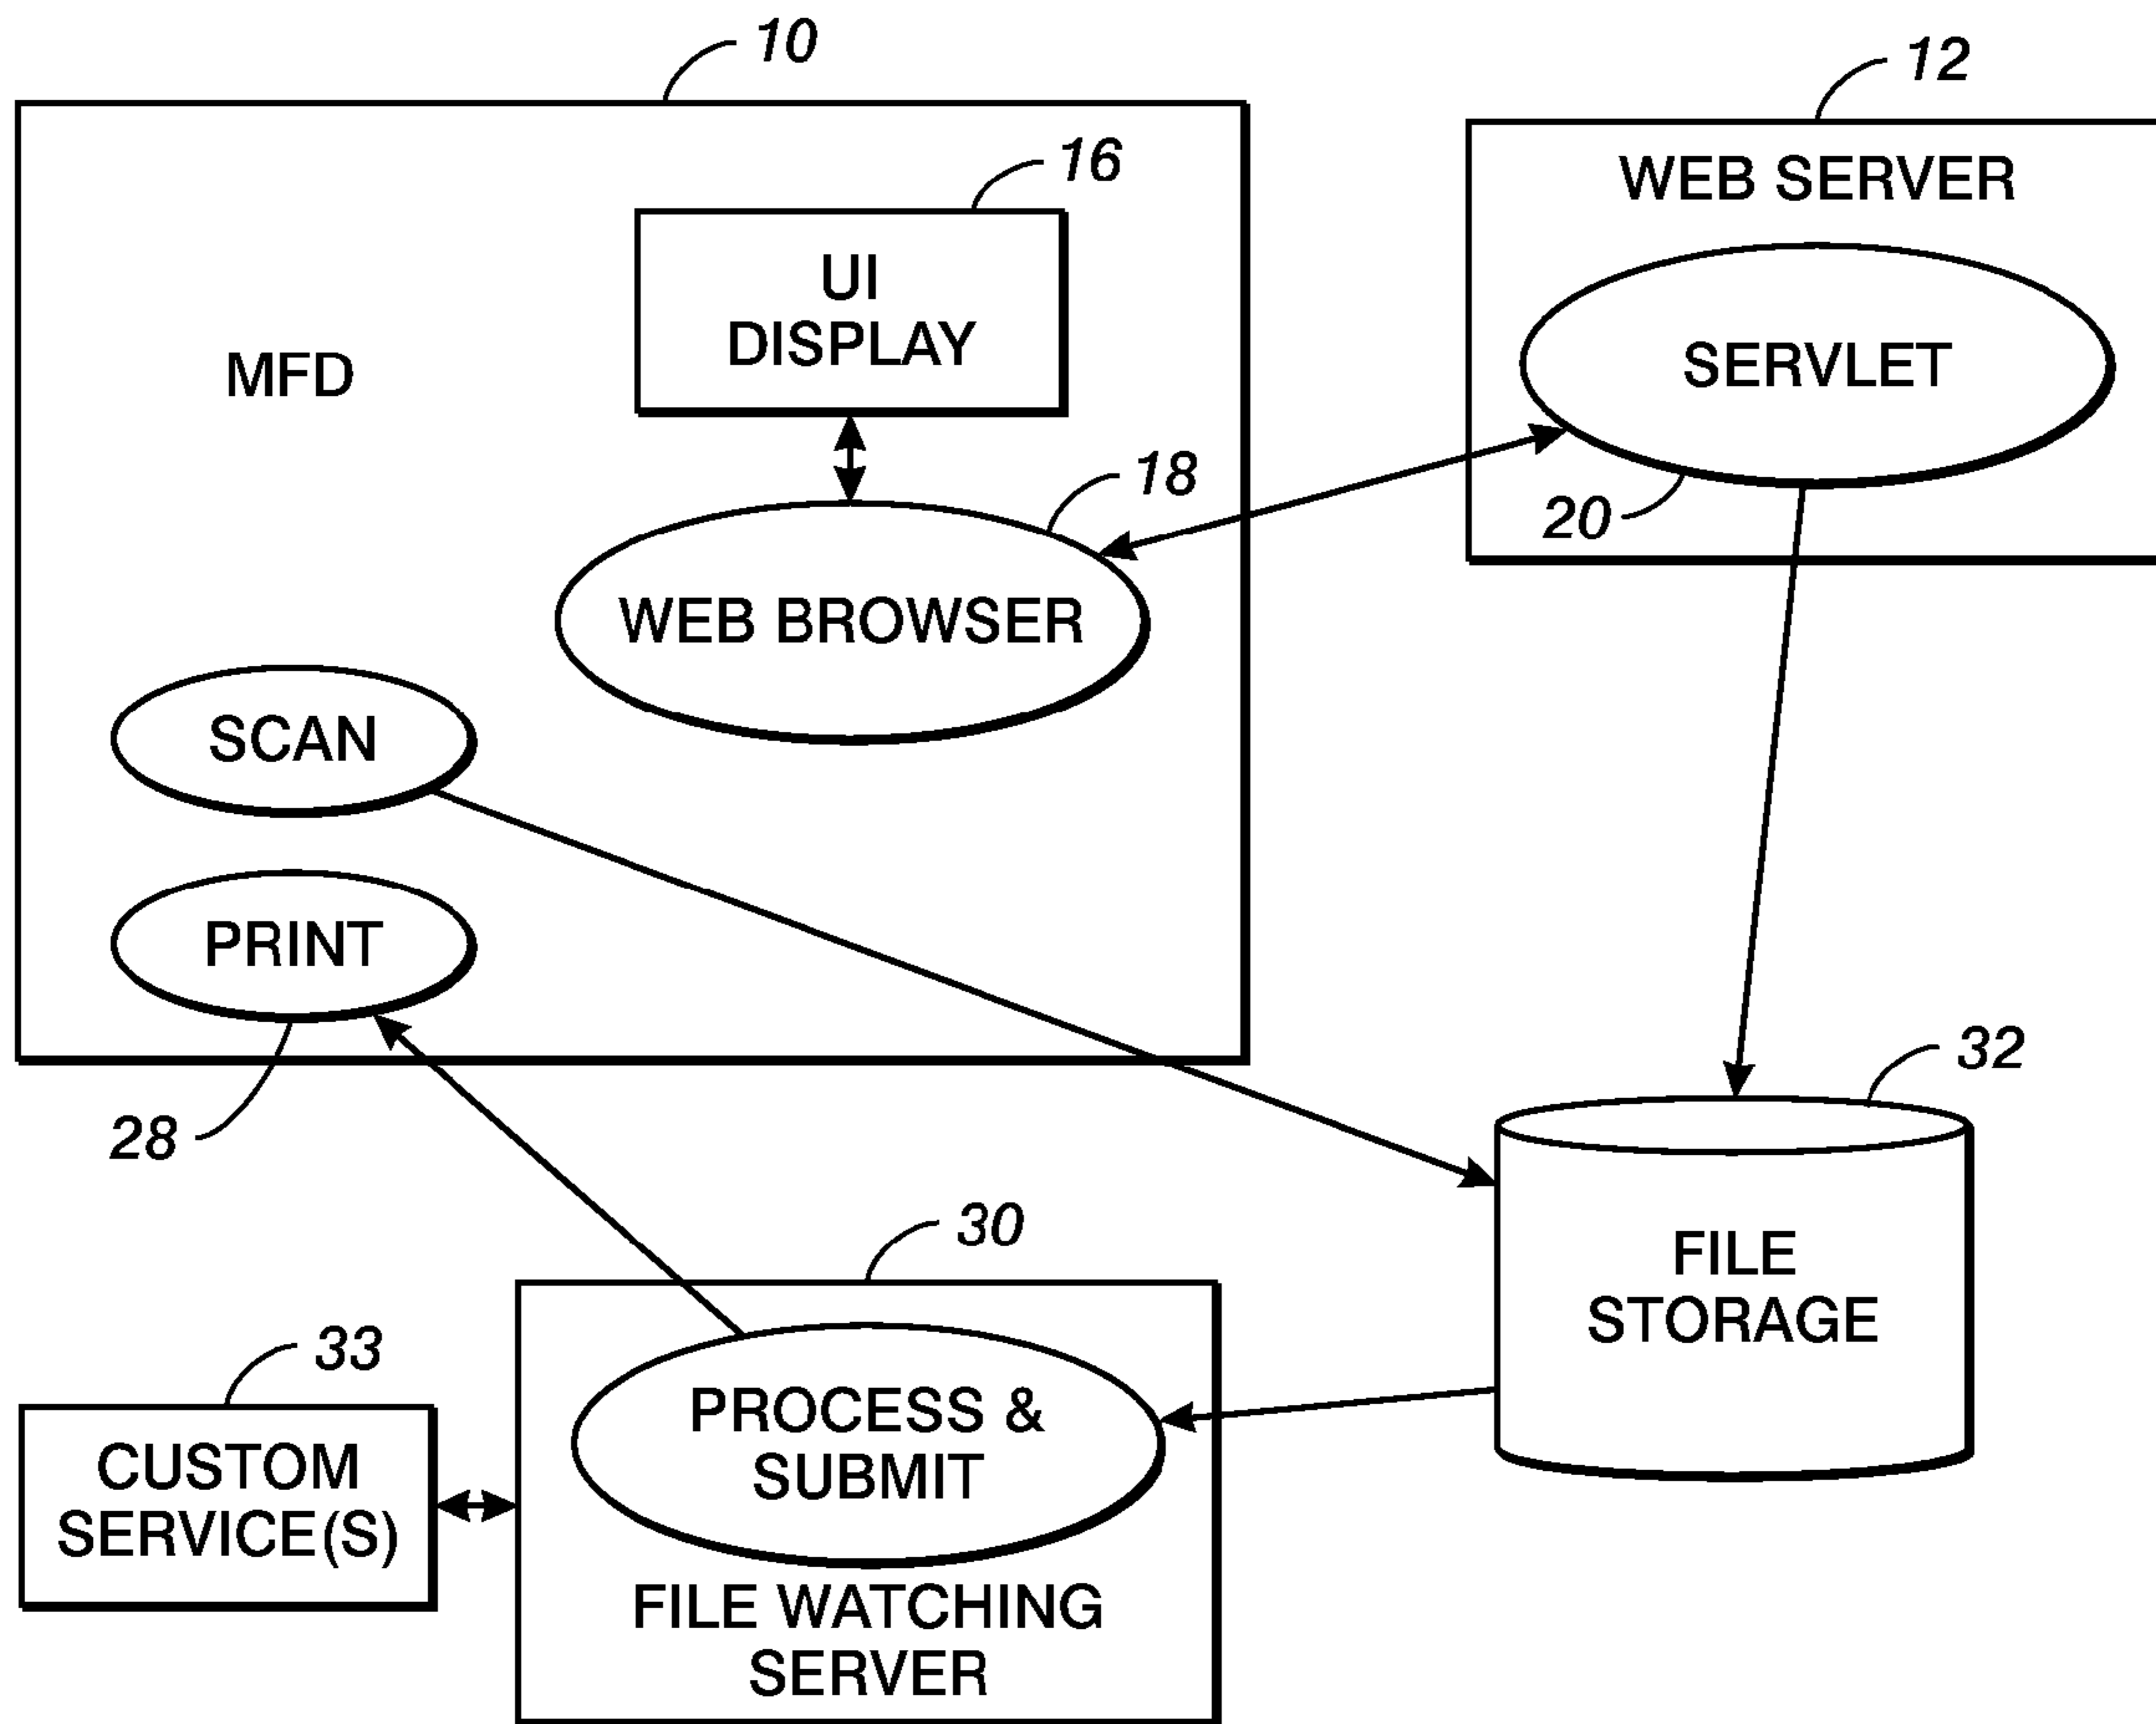 10
12
16
WEB SERVER
UI
DISPLAY
MFD
SERVLET
18
20
WEB BROWSER
SCAN
PRINT
28
32
30
FILE
STORAGE
33
PROCESS &
SUBMIT
CUSTOM
SERVICE(S)
FILE WATCHING
SERVER